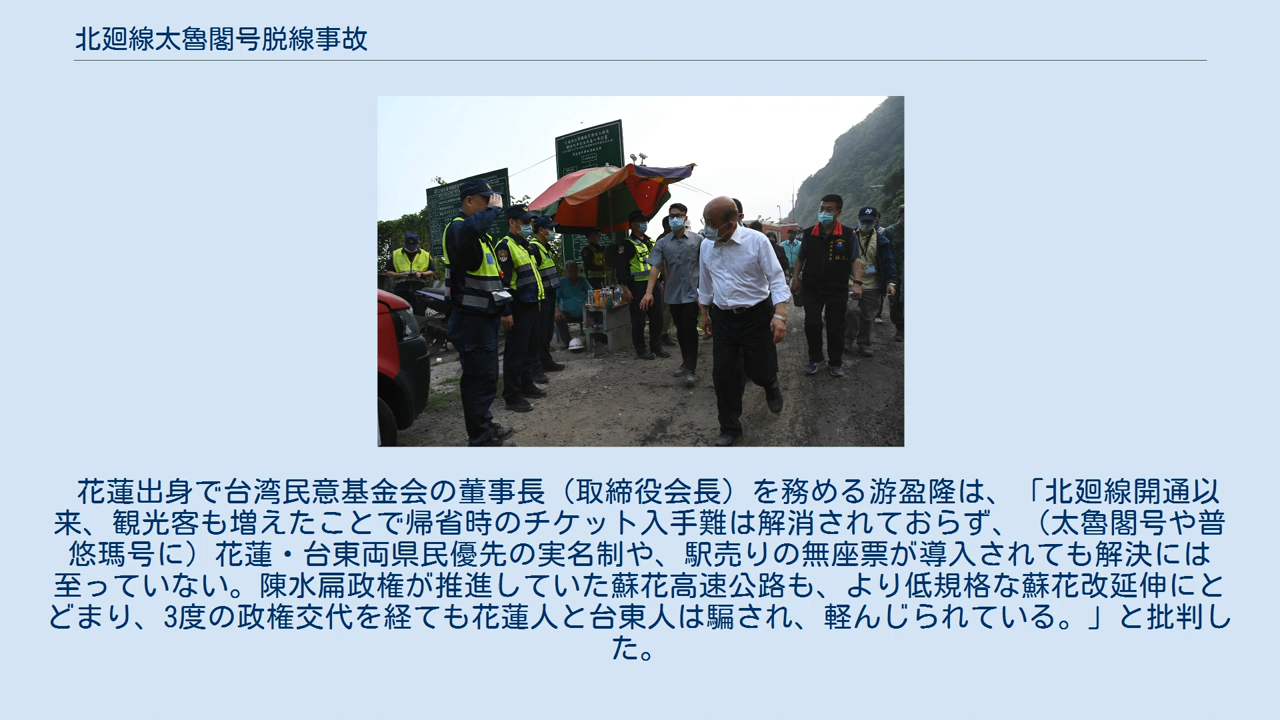 北廻線太魯閣号脱線事故
花蓮出身で台湾民意基金会の董事長（取締役会長）を務める游盈隆は、「北廻線開通以
来、観光客も増えたことで帰省時のチケット入手難は解消されておらず、（太魯閣号や普
悠瑪号に）花蓮・台東両県民優先の実名制や、駅売りの無座票が導入されても解決には
至っていない。陳水扁政権が推進していた蘇花高速公路も、より低規格な蘇花改延伸にと
どまり、3度の政権交代を経ても花蓮人と台東人は騙され、軽んじられている。」と批判し
た。